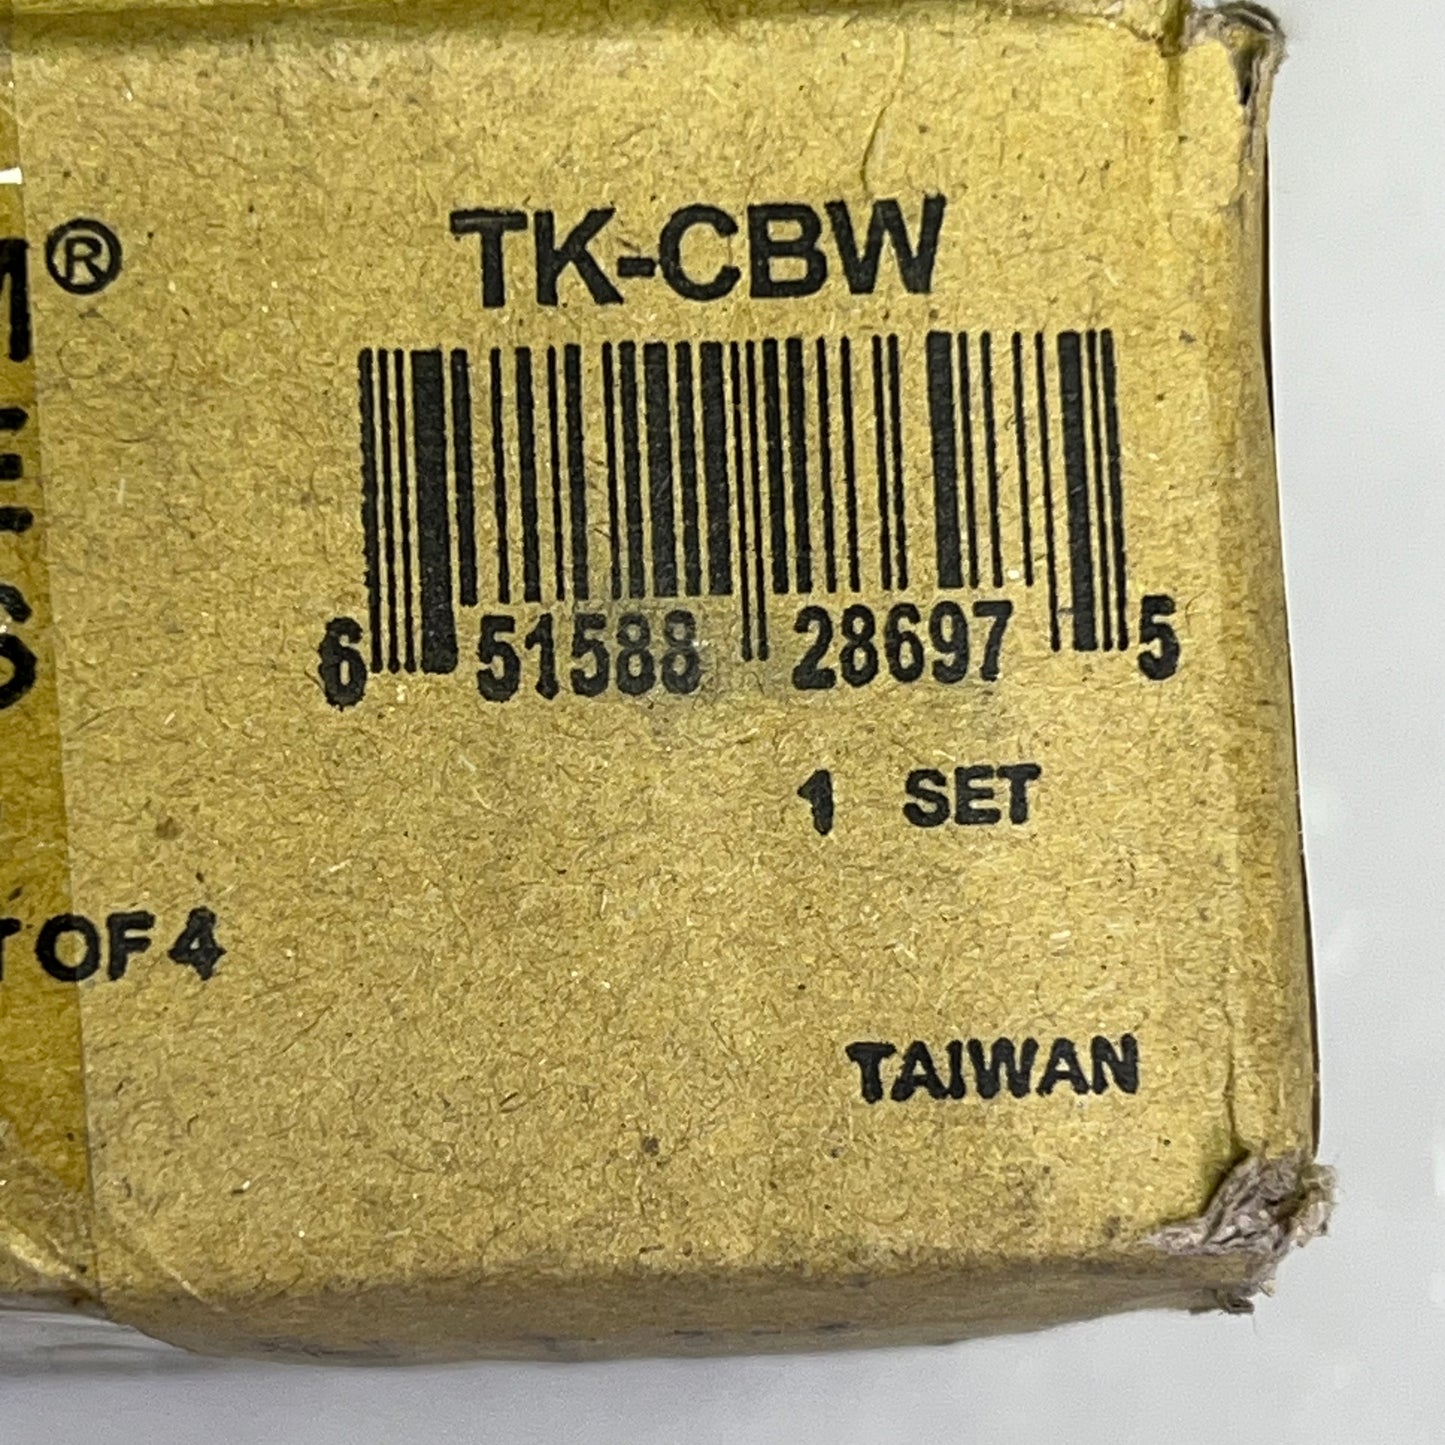 TK-CBW
M®
E
S
6 51588 28697 5
1 SET
T OF 4
TAIWAN